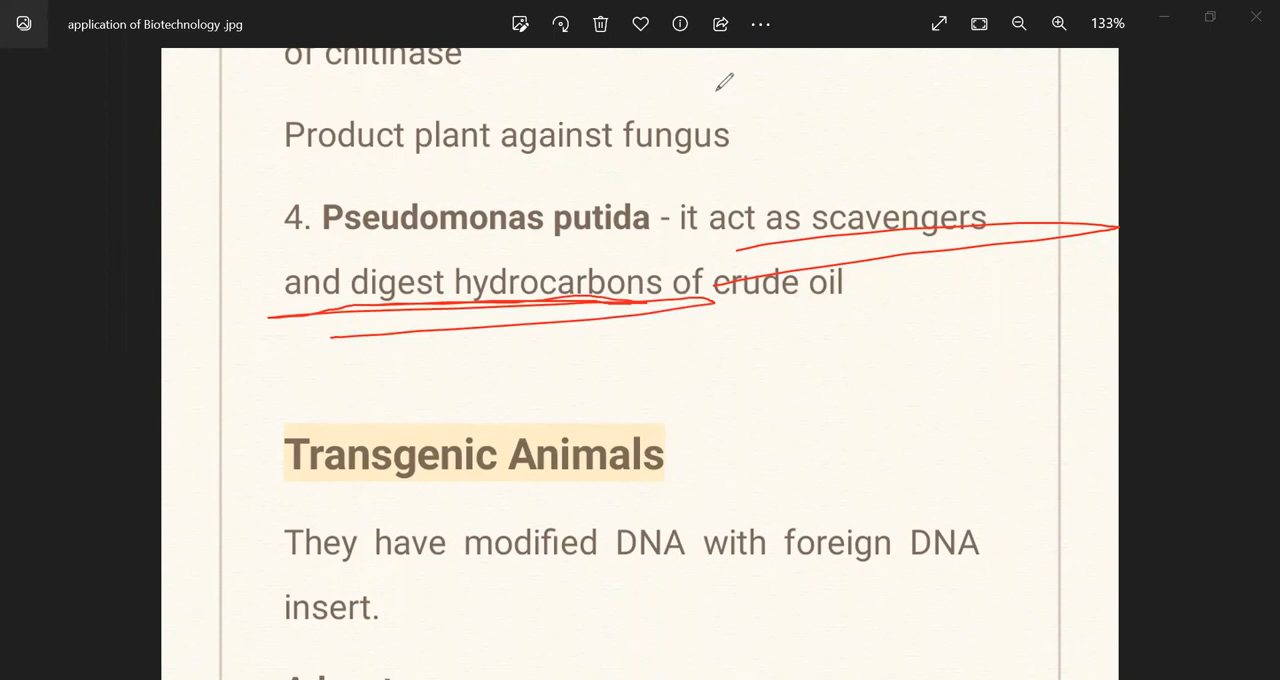 application of Biotechnology .jpg
133%
of chitinase
Product plant against fungus
4. Pseudomonas putida - it act as scavengers
and digest hydrocarbons of crude oil
Transgenic Animals
They have modified DNA with foreign DNA
insert.